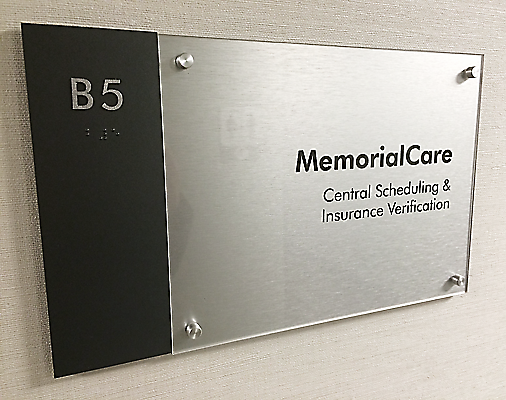 B5
MemorialCare
Central Scheduling &
Insurance Verification